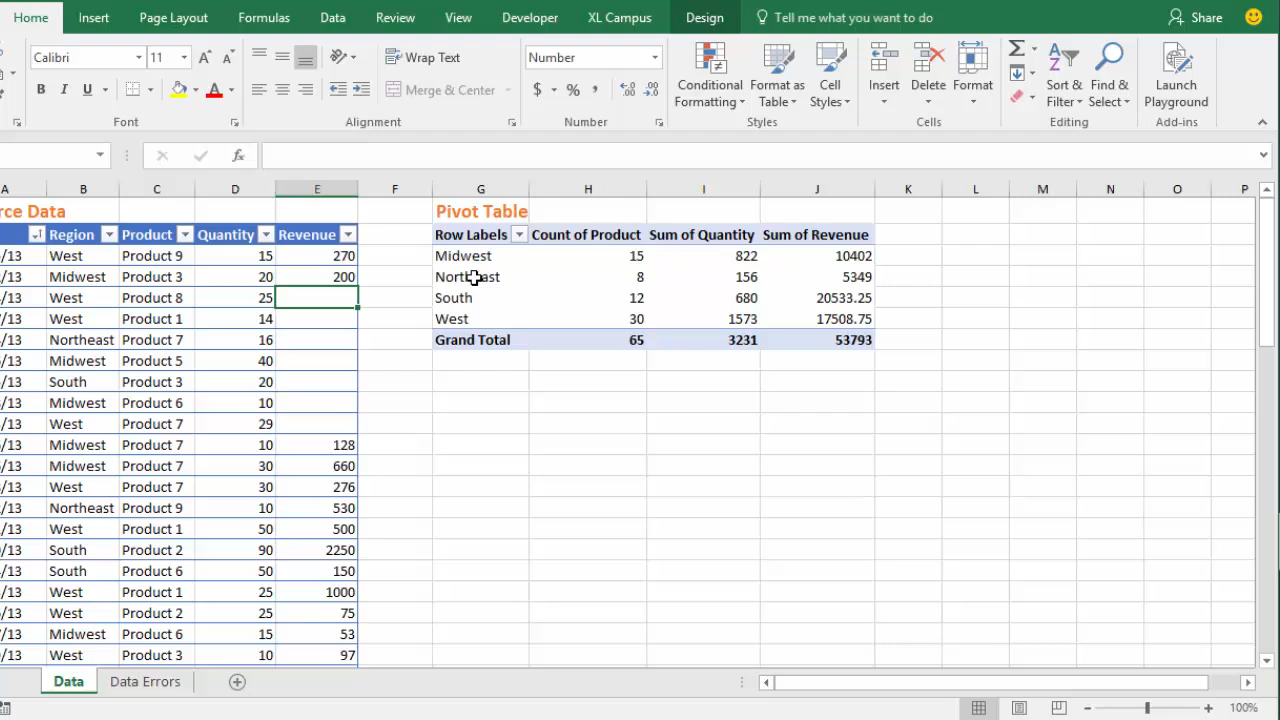 Home Insert Page Layout Formulas Data Review View Developer XL Campus Design Tell me what you want to do Share
Calibri 11 Wrap Text Number
B I U Merge & Center $ % , Conditional Formatting Format as Table Cell Styles Insert Delete Format Sort & Filter Find & Select Launch Playground
Font Alignment Number Styles Cells Editing Add-ins
fx
A B C D E F G H I J K L M N O P
rce Data Pivot Table
Region Product Quantity Revenue Row Labels Count of Product Sum of Quantity Sum of Revenue
/13 West Product 9 15 270 Midwest 15 822 10402
/13 Midwest Product 3 20 200 Northeast 8 156 5349
/13 West Product 8 25 South 12 680 20533.25
/13 West Product 1 14 West 30 1573 17508.75
/13 Northeast Product 7 16 Grand Total 65 3231 53793
/13 Midwest Product 5 40
/13 South Product 3 20
/13 Midwest Product 6 10
/13 West Product 7 29
/13 Midwest Product 7 10 128
/13 Midwest Product 7 30 660
/13 West Product 7 30 276
/13 Northeast Product 9 10 530
/13 West Product 1 50 500
/13 South Product 2 90 2250
/13 South Product 6 50 150
/13 West Product 1 25 1000
/13 West Product 2 25 75
/13 Midwest Product 6 15 53
/13 West Product 3 10 97
Data Data Errors
100%